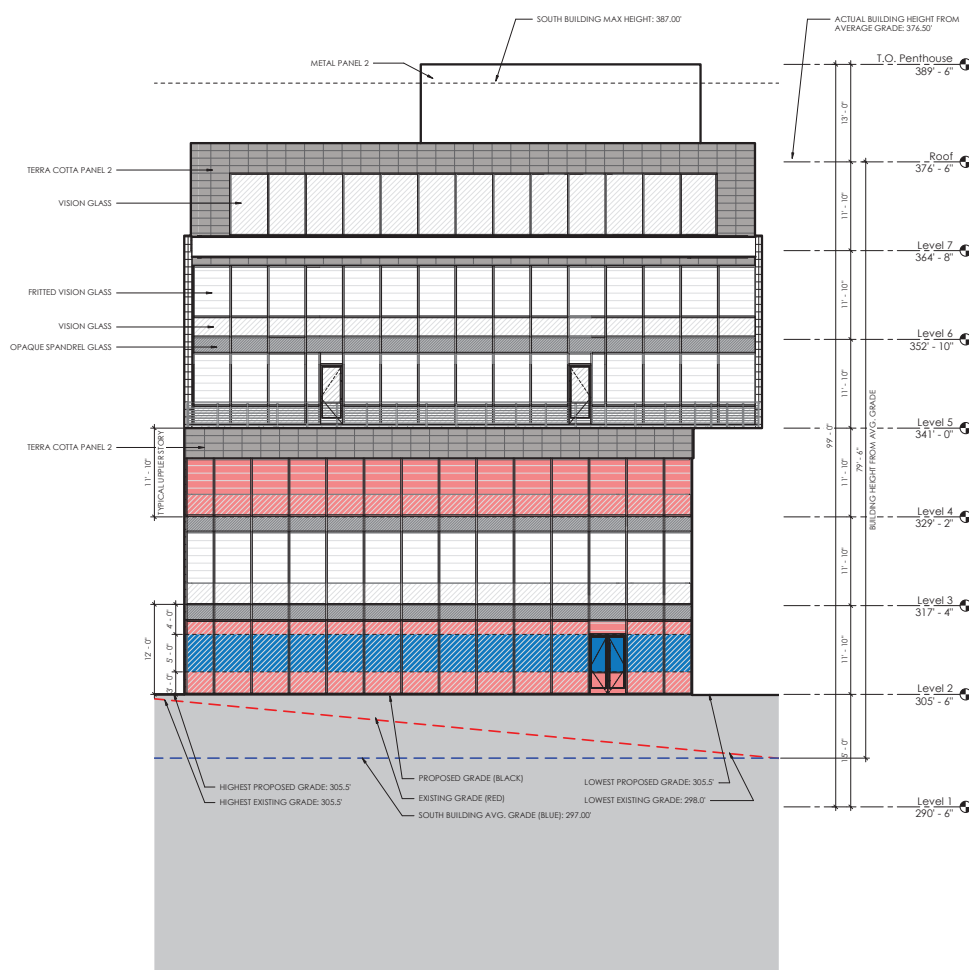 SOUTH BUILDING MAX HEIGHT: 387.00'
ACTUAL BUILDING HEIGHT FROM
AVERAGE GRADE: 376.50'
METAL PANEL 2
T.O. Penthouse
389' - 6"
13' - 0"
TERRA COTTA PANEL 2
Roof
376' - 6"
VISION GLASS
11' - 10"
Level 7
364' - 8"
FRITTED VISION GLASS
11' - 10"
VISION GLASS
OPAQUE SPANDREL GLASS
Level 6
352' - 10"
11' - 10"
Level 5
341' - 0"
TERRA COTTA PANEL 2
11' - 10"
TYPICAL UPPLER STORY
99' - 0"
79' - 6"
BUILDING HEIGHT FROM AVG. GRADE
11' - 10"
Level 4
329' - 2"
11' - 10"
Level 3
317' - 4"
12' - 0"
4' - 0"
5' - 0"
3' - 0"
11' - 10"
Level 2
305' - 6"
15' - 0"
PROPOSED GRADE (BLACK)
LOWEST PROPOSED GRADE: 305.5'
HIGHEST PROPOSED GRADE: 305.5'
EXISTING GRADE (RED)
LOWEST EXISTING GRADE: 298.0'
HIGHEST EXISTING GRADE: 305.5'
SOUTH BUILDING AVG. GRADE (BLUE): 297.00'
Level 1
290' - 6"